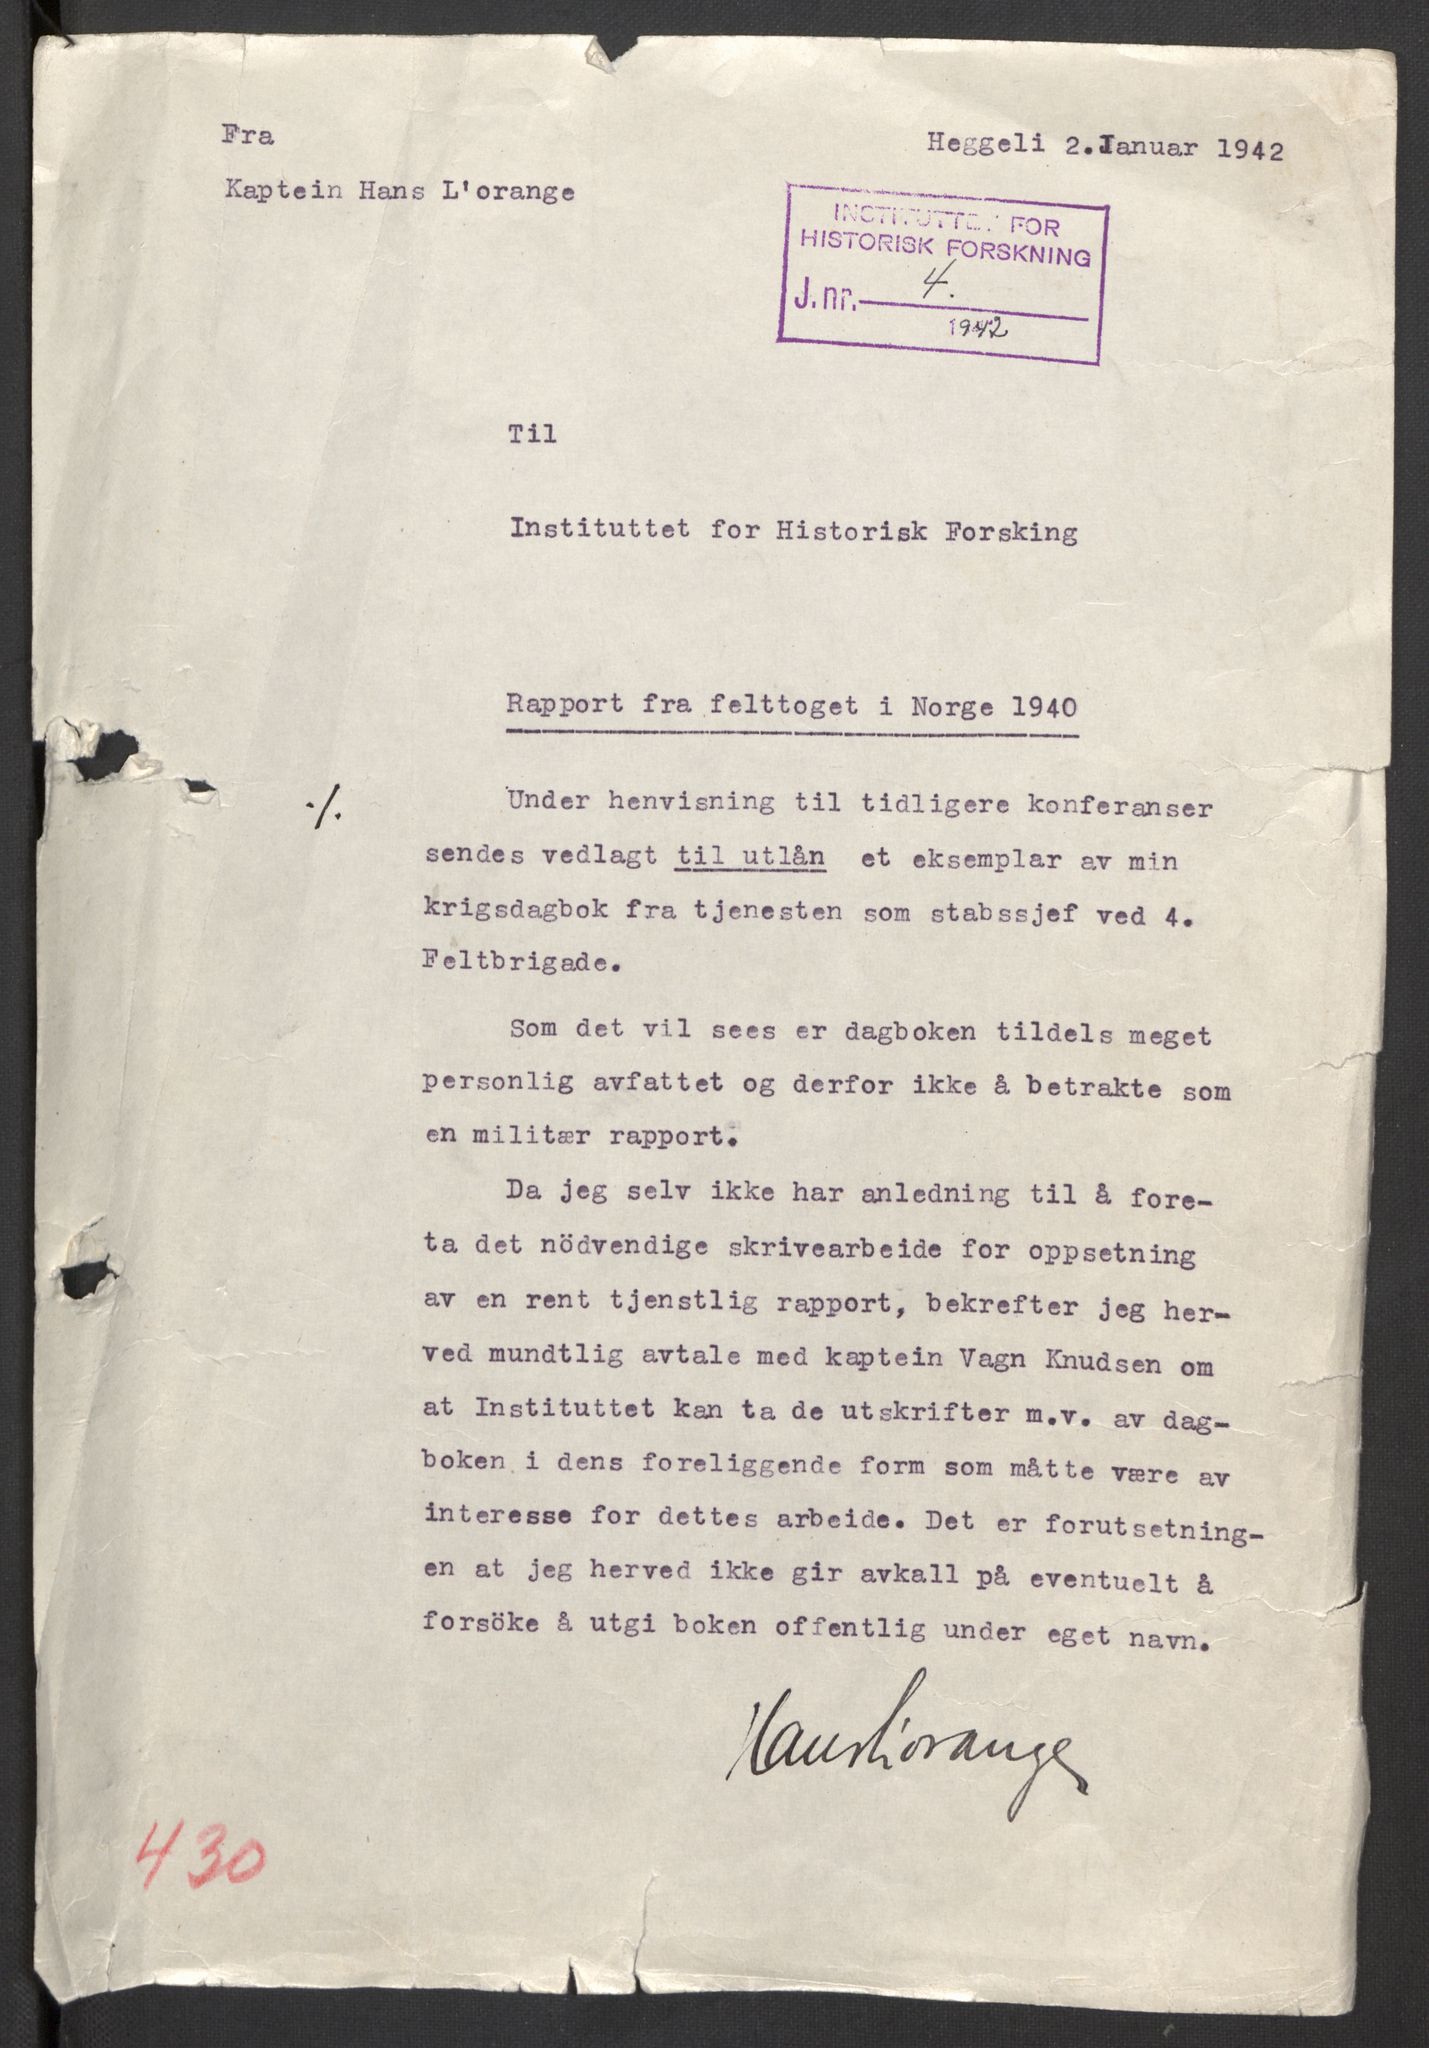 Fra
Heggeli 2.Januar 1942
Kaptein Hans L'orange
INSTITUTTET FOR
HISTORISK FORSKNING
J.nr. 4.
1942
Til
Instituttet for Historisk Forsking
Rapport fra felttoget i Norge 1940
./.
Under henvisning til tidligere konferanser
sendes vedlagt til utlån et eksemplar av min
krigsdagbok fra tjenesten som stabssjef ved 4.
Feltbrigade.
Som det vil sees er dagboken tildels meget
personlig avfattet og derfor ikke å betrakte som
en militær rapport.
Da jeg selv ikke har anledning til å fore-
ta det nödvendige skrivearbeide for oppsetning
av en rent tjenstlig rapport, bekrefter jeg her-
ved mundtlig avtale med kaptein Vagn Knudsen om
at Instituttet kan ta de utskrifter m.v. av dag-
boken i dens foreliggende form som måtte være av
interesse for dettes arbeide. Det er forutsetning-
en at jeg herved ikke gir avkall på eventuelt å
forsöke å utgi boken offentlig under eget navn.
Hans L'orange
430